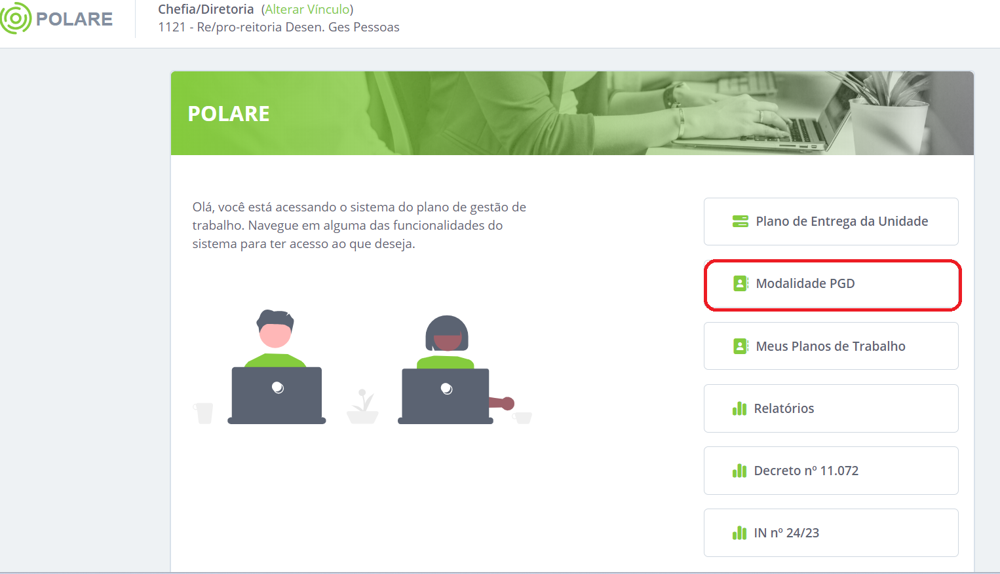 POLARE
Chefia/Diretoria (Alterar Vínculo)
1121 - Re/pro-reitoria Desen. Ges Pessoas
POLARE
Olá, você está acessando o sistema do plano de gestão de
trabalho. Navegue em alguma das funcionalidades do
sistema para ter acesso ao que deseja.
Plano de Entrega da Unidade
Modalidade PGD
Meus Planos de Trabalho
Relatórios
Decreto nº 11.072
IN nº 24/23